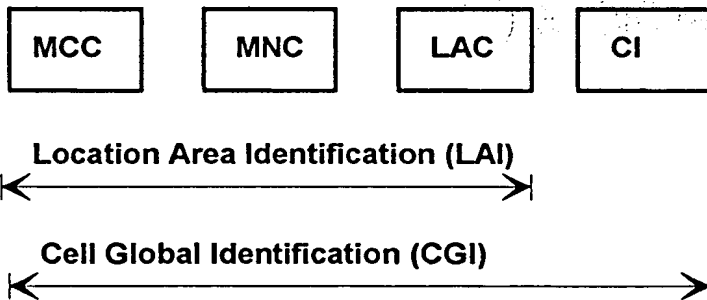 MCC MNC LAC CI
Location Area Identification (LAI)
Cell Global Identification (CGI)